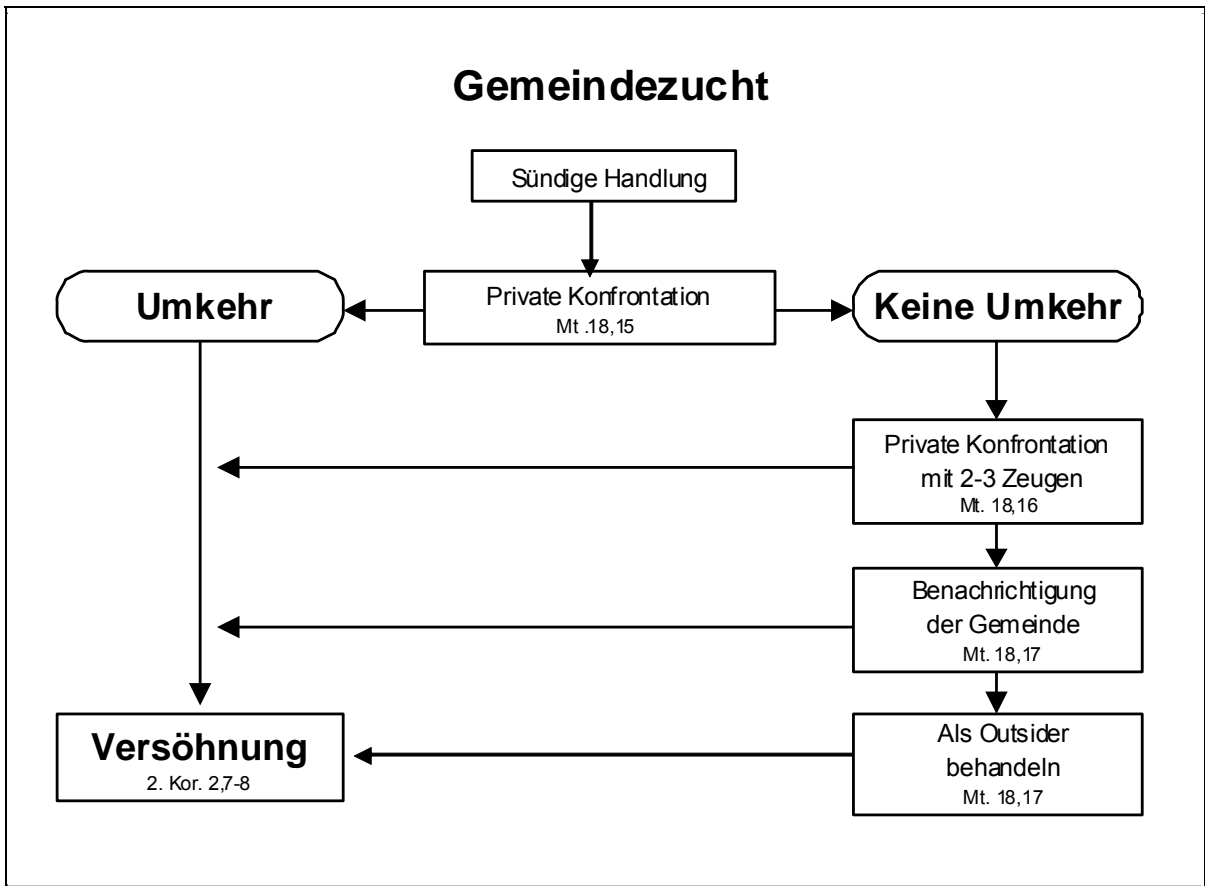 Gemeindezucht
Sündige Handlung
Umkehr
Private Konfrontation
Mt .18,15
Keine Umkehr
Private Konfrontation
mit 2-3 Zeugen
Mt. 18,16
Benachrichtigung
der Gemeinde
Mt. 18,17
Versöhnung
2. Kor. 2,7-8
Als Outsider
behandeln
Mt. 18,17